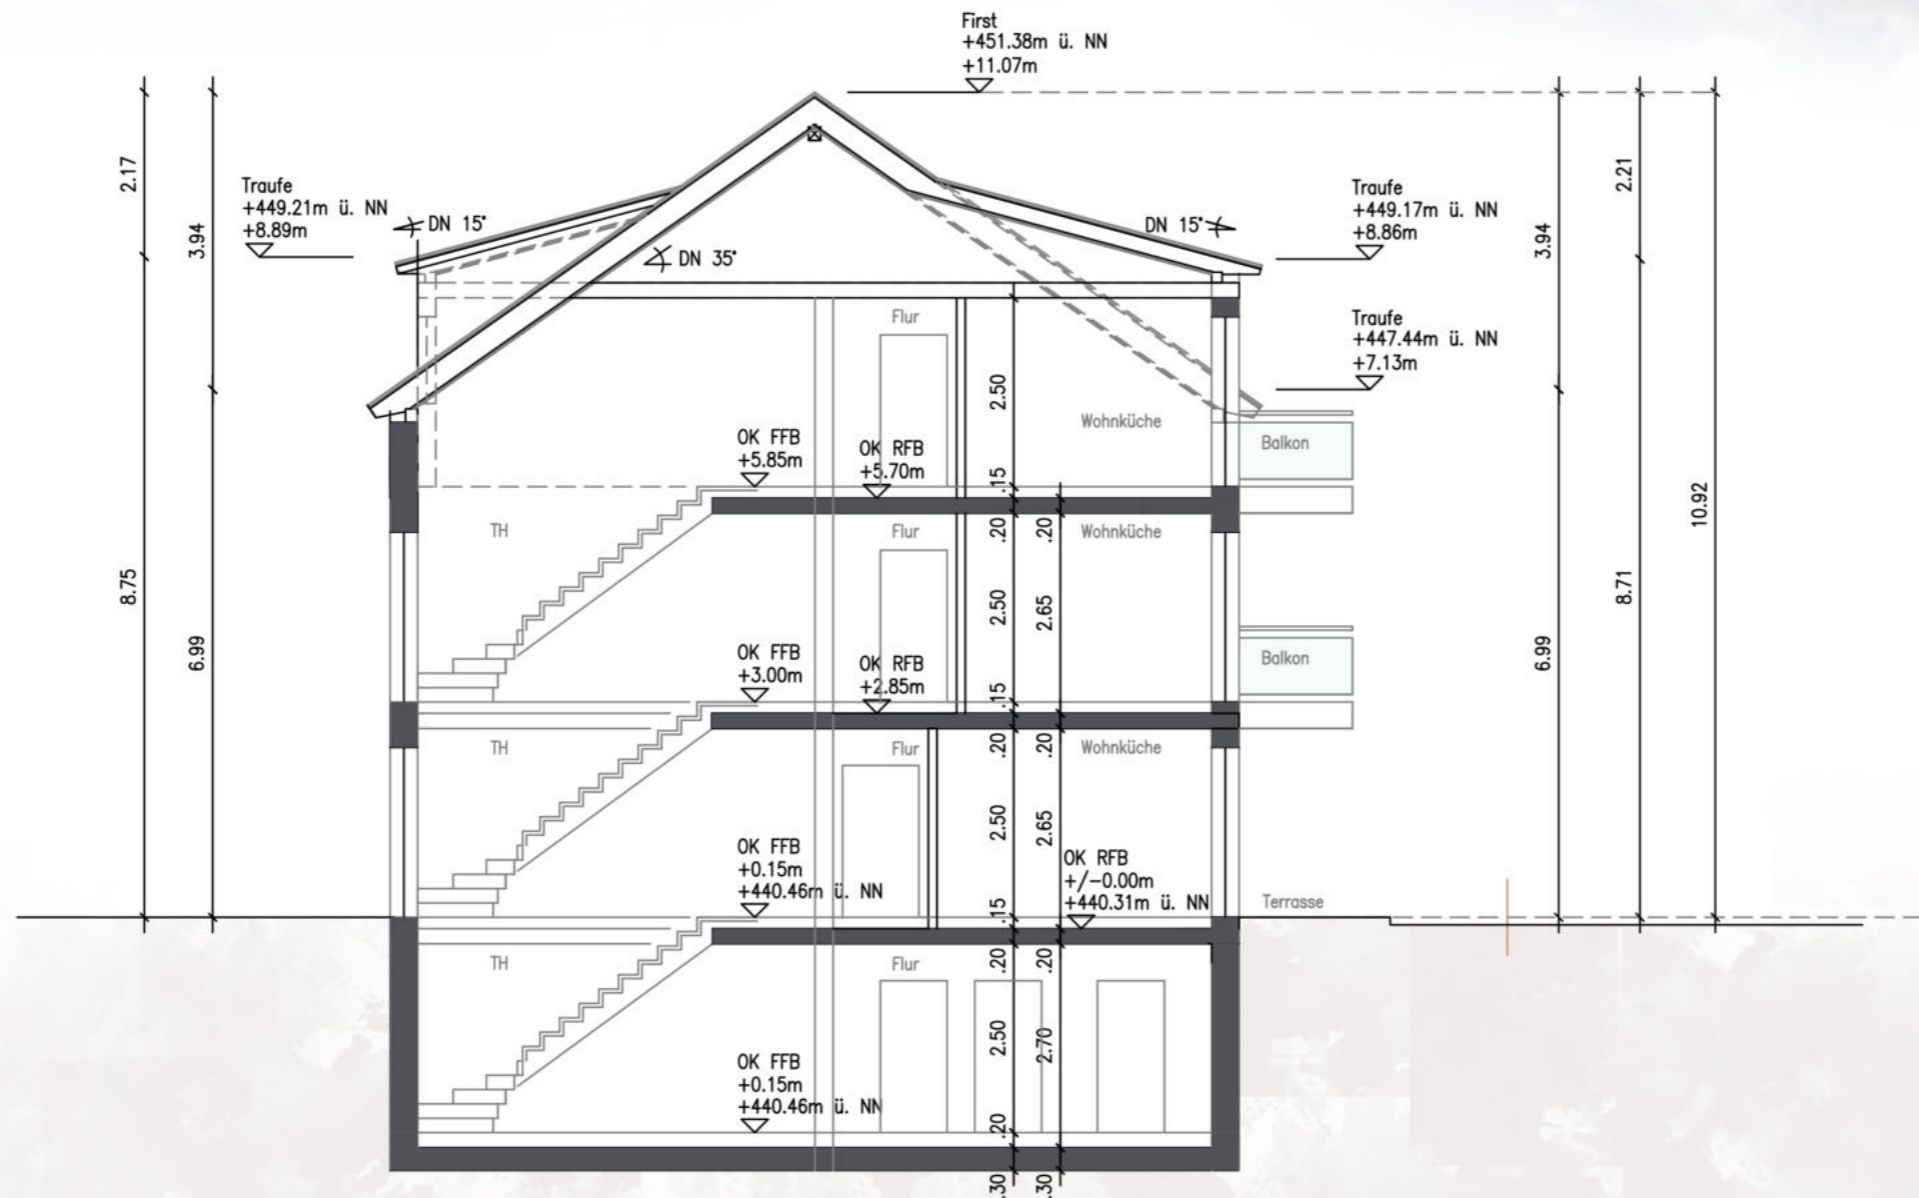 First
+451.38m ü. NN
+11.07m
2.17
3.94
8.75
6.99
Traufe
+449.21m ü. NN
+8.89m
DN 15°
DN 35°
DN 15°
Traufe
+449.17m ü. NN
+8.86m
Traufe
+447.44m ü. NN
+7.13m
3.94
2.21
10.92
8.71
6.99
Flur
2.50
Wohnküche
Balkon
OK FFB
+5.85m
OK RFB
+5.70m
.15
TH
Flur
.20
.20
Wohnküche
2.50
2.65
OK FFB
+3.00m
OK RFB
+2.85m
Balkon
.15
TH
Flur
.20
.20
Wohnküche
2.50
2.65
OK FFB
+0.15m
+440.46m ü. NN
OK RFB
+/-0.00m
+440.31m ü. NN
Terrasse
.15
TH
Flur
.20
.20
2.50
2.70
OK FFB
+0.15m
+440.46m ü. NN
.20
.30
.30